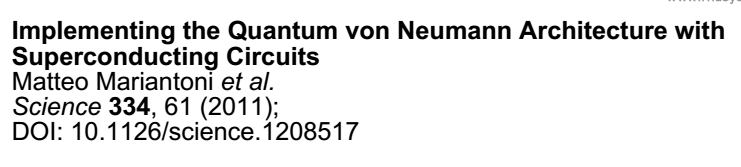 Implementing the Quantum von Neumann Architecture with
Superconducting Circuits
Matteo Mariantoni et al.
Science 334, 61 (2011);
DOI: 10.1126/science.1208517